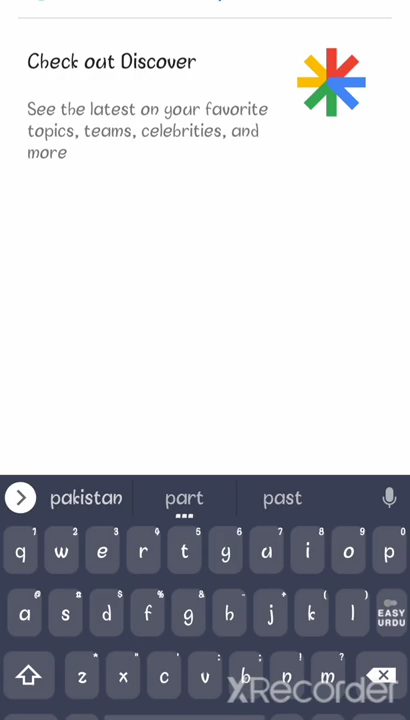 Check out Discover
See the latest on your favorite
topics, teams, celebrities, and
more
pakistan part past
1 2 3 4 5 6 7 8 9 0
q w e r t y u i o p
@ $ % & - + ( )
a s d f g h j k l EASY
URDU
* " ' : ; ! ?
z x c v b n m
XRecorder